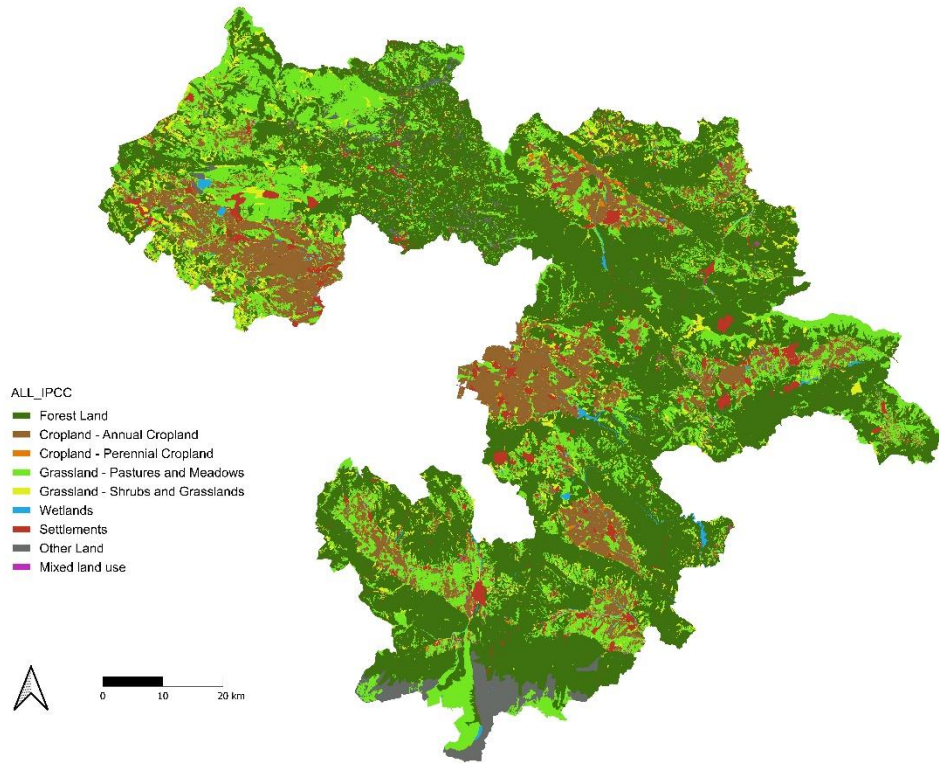 ALL_IPCC
Forest Land
Cropland - Annual Cropland
Cropland - Perennial Cropland
Grassland - Pastures and Meadows
Grassland - Shrubs and Grasslands
Wetlands
Settlements
Other Land
Mixed land use
0 10 20 km